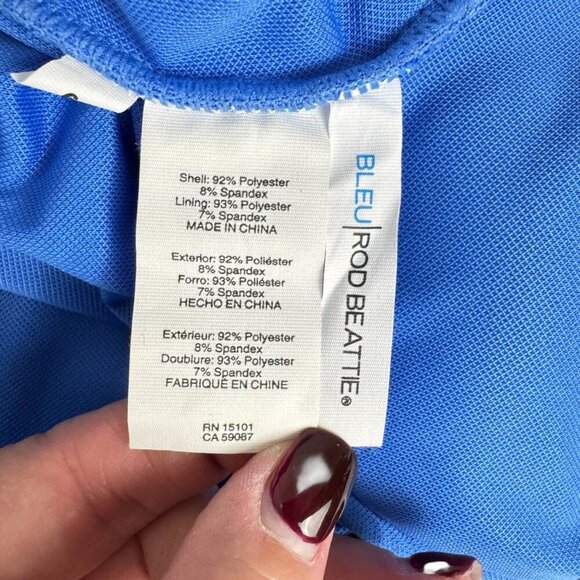 Shell: 92% Polyester
8% Spandex
Lining: 93% Polyester
7% Spandex
MADE IN CHINA
Exterior: 92% Poliéster
8% Spandex
Forro: 93% Poliéster
7% Spandex
HECHO EN CHINA
Extérieur: 92% Polyester
8% Spandex
Doublure: 93% Polyester
7% Spandex
FABRIQUÉ EN CHINE
RN 15101
CA 59087
BLEU|ROD BEATTIE®